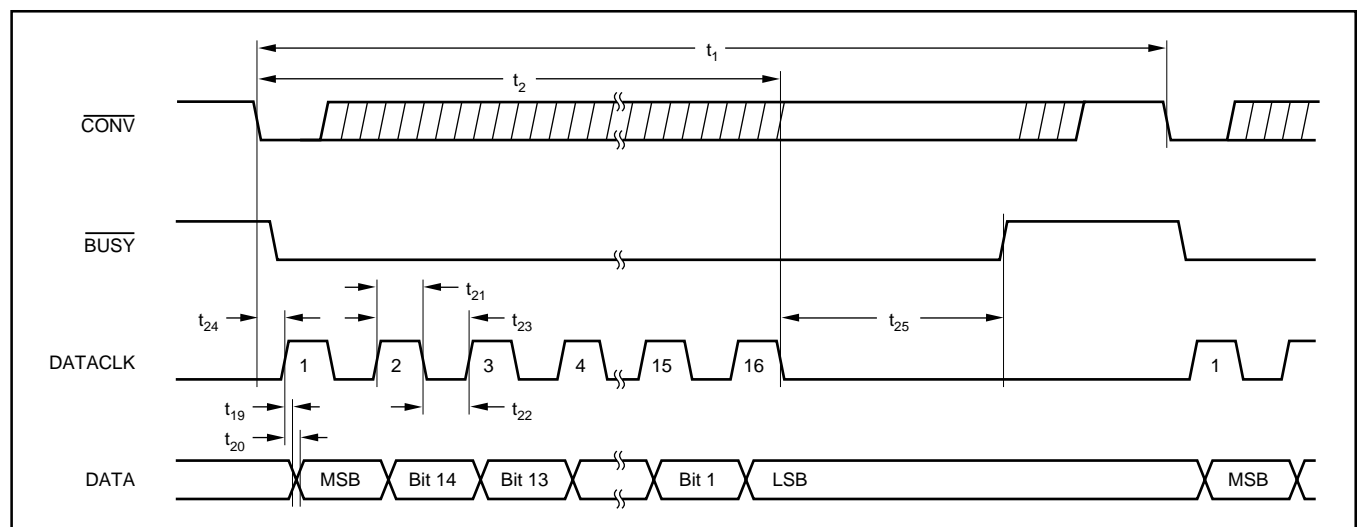 t1
t2
CONV
BUSY
t21
t24
t23
t25
DATACLK
1 2 3 4 15 16 1
t19
t22
t20
DATA
MSB Bit 14 Bit 13 Bit 1 LSB MSB